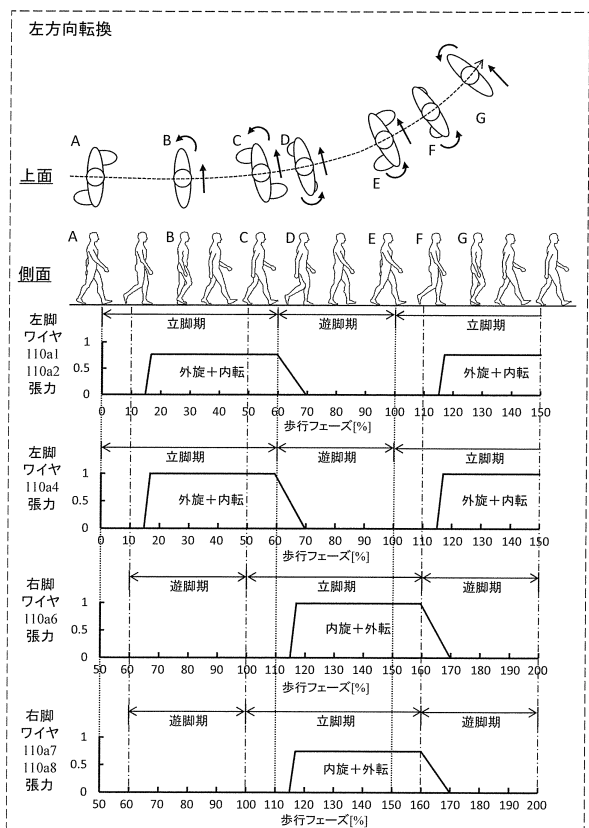 左方向転換
A
B
C
D
E
F
G
上面
A
B
C
D
E
F
G
側面
左脚
ワイヤ
110a1
110a2
張力
立脚期
遊脚期
立脚期
1
0.5
0
外旋+内転
外旋+内転
0 10 20 30 40 50 60 70 80 90 100 110 120 130 140 150
歩行フェーズ[%]
左脚
ワイヤ
110a4
張力
立脚期
遊脚期
立脚期
1
0.5
0
外旋+内転
外旋+内転
0 10 20 30 40 50 60 70 80 90 100 110 120 130 140 150
歩行フェーズ[%]
右脚
ワイヤ
110a6
張力
遊脚期
立脚期
遊脚期
1
0.5
0
内旋+外転
50 60 70 80 90 100 110 120 130 140 150 160 170 180 190 200
歩行フェーズ[%]
右脚
ワイヤ
110a7
110a8
張力
遊脚期
立脚期
遊脚期
1
0.5
0
内旋+外転
50 60 70 80 90 100 110 120 130 140 150 160 170 180 190 200
歩行フェーズ[%]